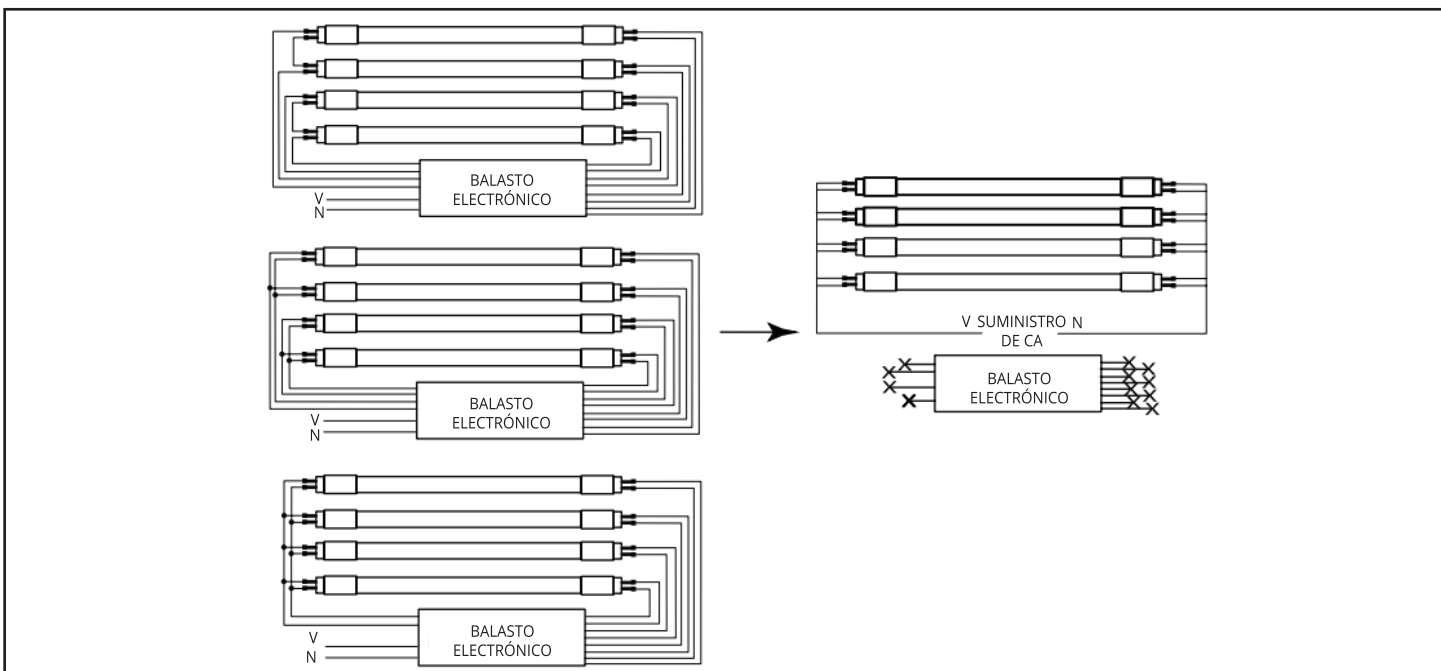 BALASTO
ELECTRÓNICO
V
N
BALASTO
ELECTRÓNICO
V
N
BALASTO
ELECTRÓNICO
V
N
V SUMINISTRO N
DE CA
BALASTO
ELECTRÓNICO